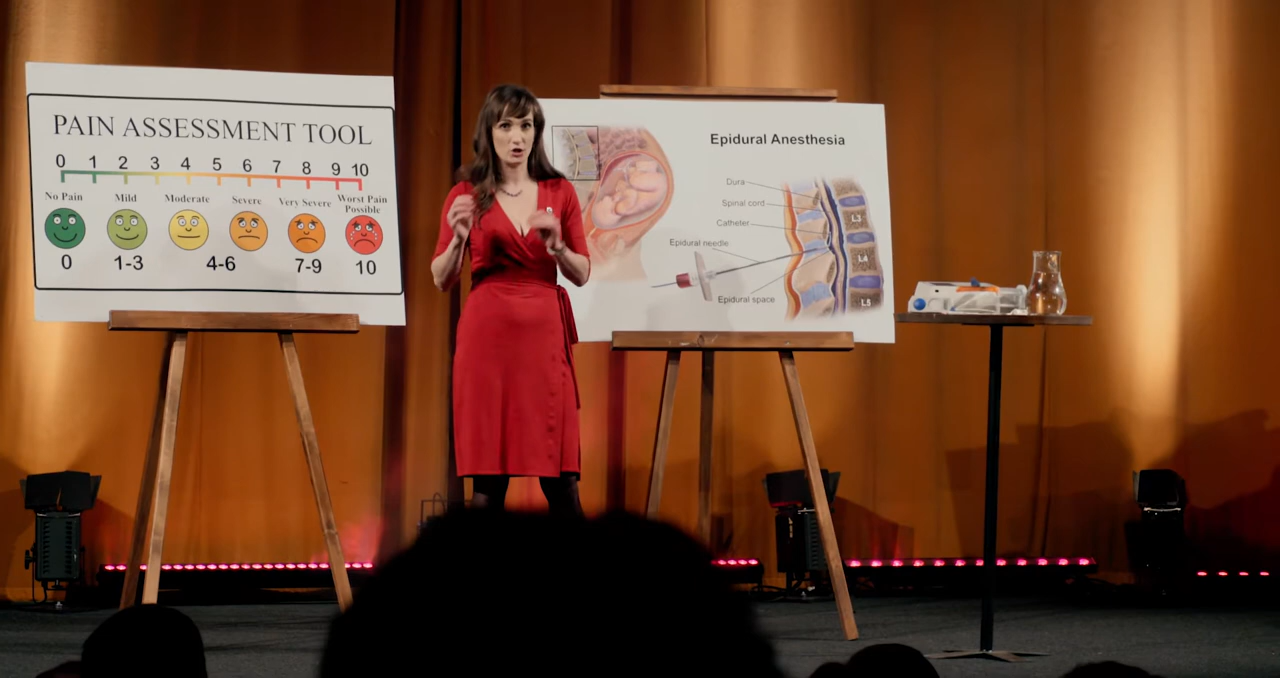 PAIN ASSESSMENT TOOL
0 1 2 3 4 5 6 7 8 9 10
No Pain Mild Moderate Severe Very Severe Worst Pain
Possible
0 1-3 4-6 7-9 10
Epidural Anesthesia
Dura
Spinal cord
Catheter
Epidural needle
Epidural space
L3
L4
L5